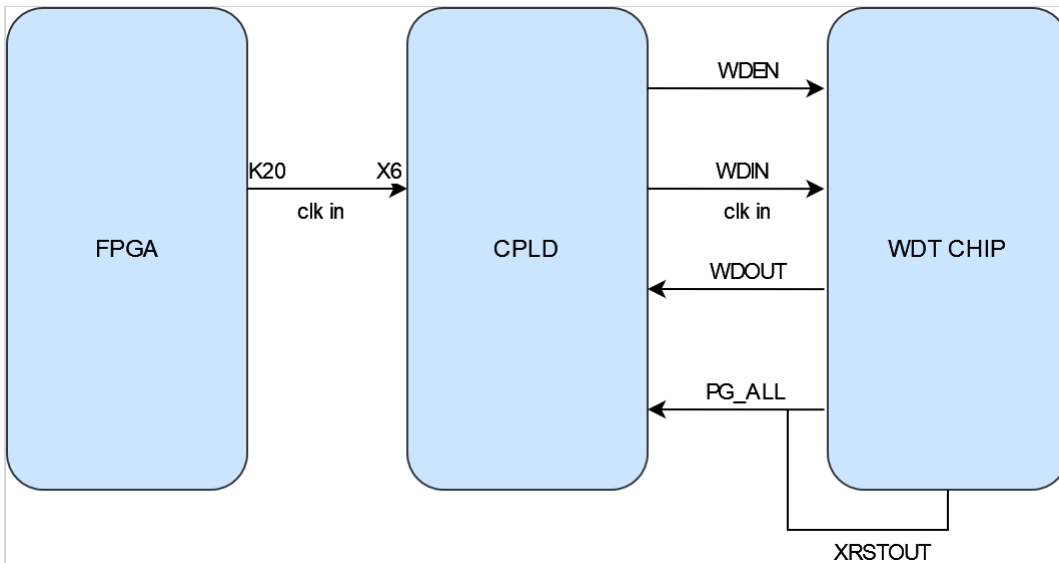 WDEN
K20
X6
clk in
WDIN
clk in
FPGA
CPLD
WDT CHIP
WDOUT
PG_ALL
XRSTOUT